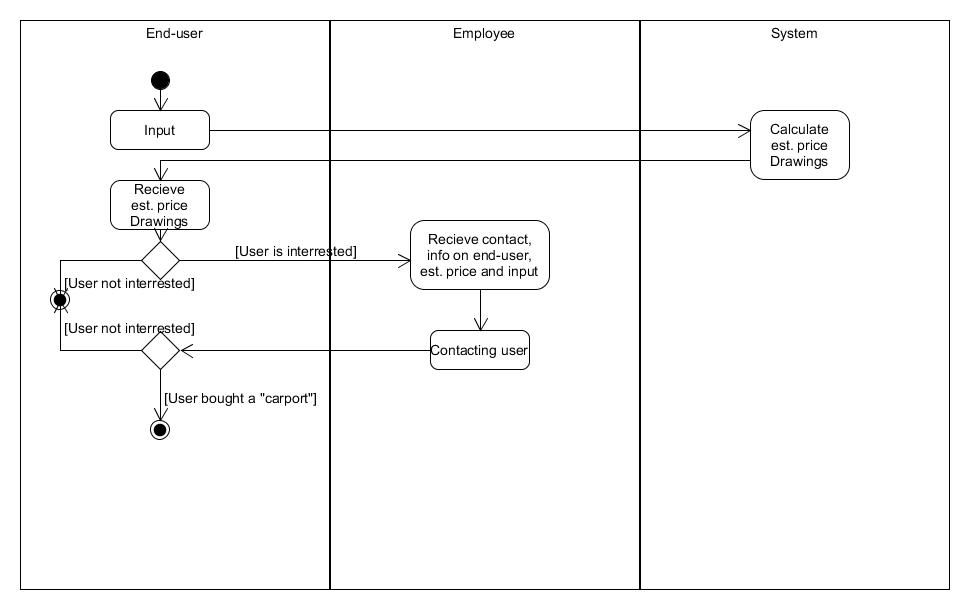 End-user
Employee
System
Input
Calculate
est. price
Drawings
Recieve
est. price
Drawings
[User is interrested]
Recieve contact,
info on end-user,
est. price and input
[User not interrested]
[User not interrested]
Contacting user
[User bought a "carport"]